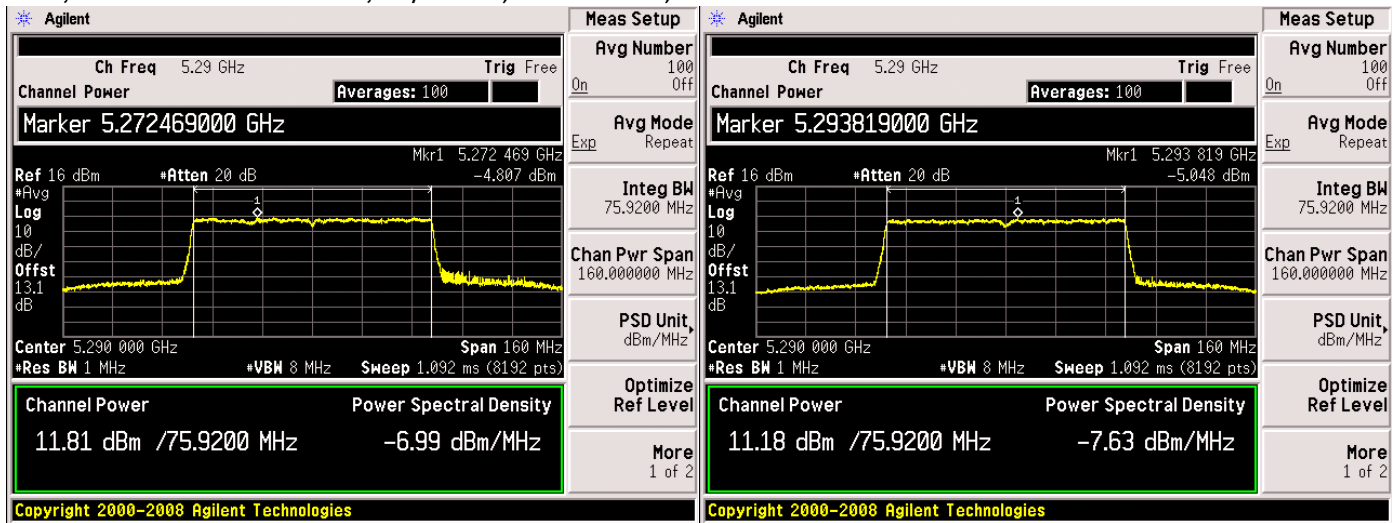 Agilent
Meas Setup
Ch Freq 5.29 GHz Trig Free
Channel Power Averages: 100
Marker 5.272469000 GHz
Mkr1 5.272 469 GHz
Ref 16 dBm #Atten 20 dB -4.807 dBm
#Avg
Log
10
dB/
Offst
13.1
dB
1
Center 5.290 000 GHz Span 160 MHz
#Res BW 1 MHz #VBW 8 MHz Sweep 1.092 ms (8192 pts)
Channel Power Power Spectral Density
11.81 dBm /75.9200 MHz -6.99 dBm/MHz
Copyright 2000-2008 Agilent Technologies
Avg Number
100
On Off
Avg Mode
Exp Repeat
Integ BW
75.9200 MHz
Chan Pwr Span
160.000000 MHz
PSD Unit
dBm/MHz
Optimize
Ref Level
More
1 of 2
Agilent
Meas Setup
Ch Freq 5.29 GHz Trig Free
Channel Power Averages: 100
Marker 5.293819000 GHz
Mkr1 5.293 819 GHz
Ref 16 dBm #Atten 20 dB -5.048 dBm
#Avg
Log
10
dB/
Offst
13.1
dB
1
Center 5.290 000 GHz Span 160 MHz
#Res BW 1 MHz #VBW 8 MHz Sweep 1.092 ms (8192 pts)
Channel Power Power Spectral Density
11.18 dBm /75.9200 MHz -7.63 dBm/MHz
Copyright 2000-2008 Agilent Technologies
Avg Number
100
On Off
Avg Mode
Exp Repeat
Integ BW
75.9200 MHz
Chan Pwr Span
160.000000 MHz
PSD Unit
dBm/MHz
Optimize
Ref Level
More
1 of 2